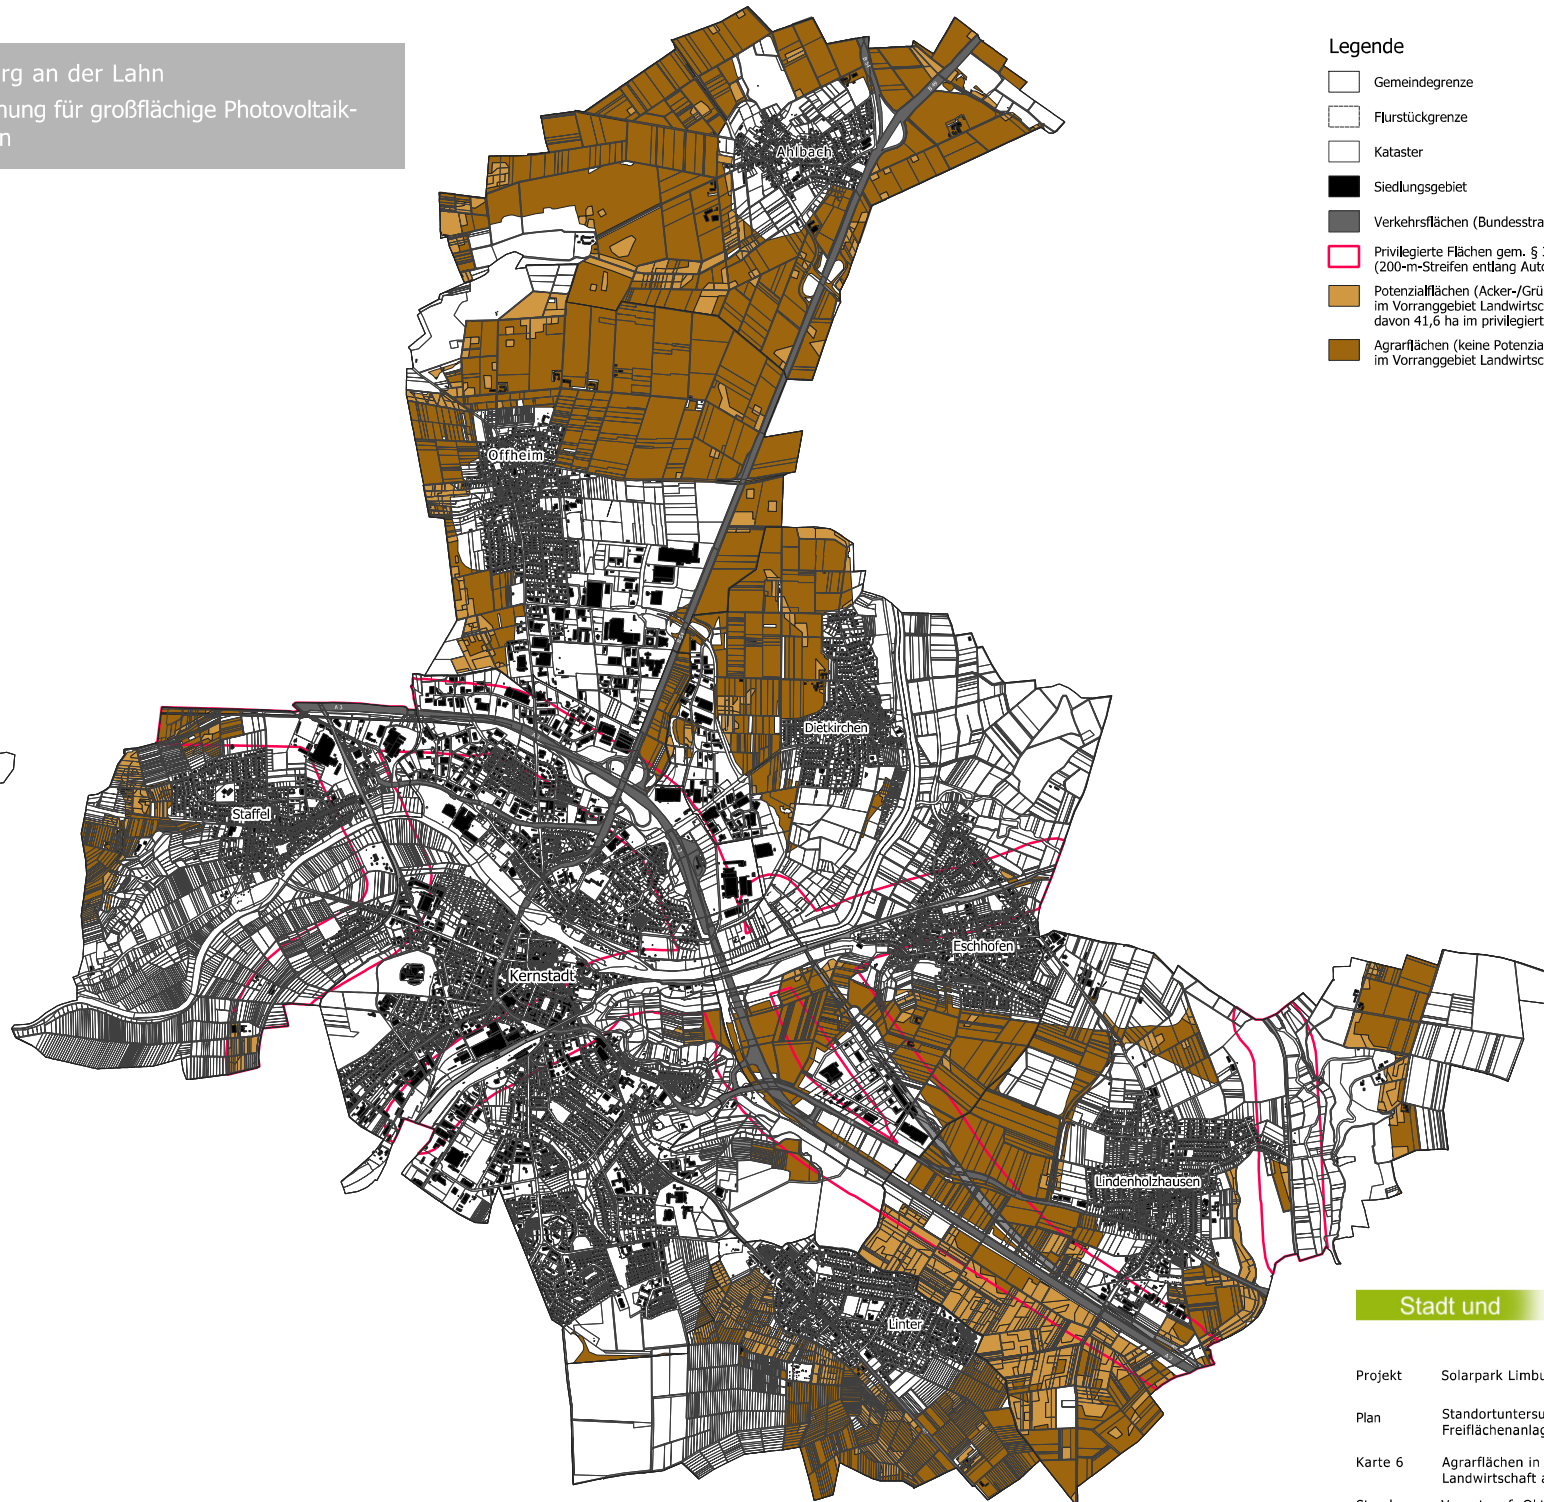 rg an der Lahn
nung für großflächige Photovoltaik-
n
Legende
Gemeindegrenze
Flurstückgrenze
Kataster
Siedlungsgebiet
Verkehrsflächen (Bundesstra
Privilegierte Flächen gem. §
(200-m-Streifen entlang Auto
Potenzialflächen (Acker-/Grü
im Vorranggebiet Landwirtsc
davon 41,6 ha im privilegiert
Agrarflächen (keine Potenzia
im Vorranggebiet Landwirtsc
Ahlbach
Offheim
Dietkirchen
A 3
Staffel
Eschhofen
Kernstadt
Lindenholzhausen
Linter
Stadt und
Projekt Solarpark Limbu
Plan Standortuntersu
Freiflächenanlag
Karte 6 Agrarflächen in
Landwirtschaft a